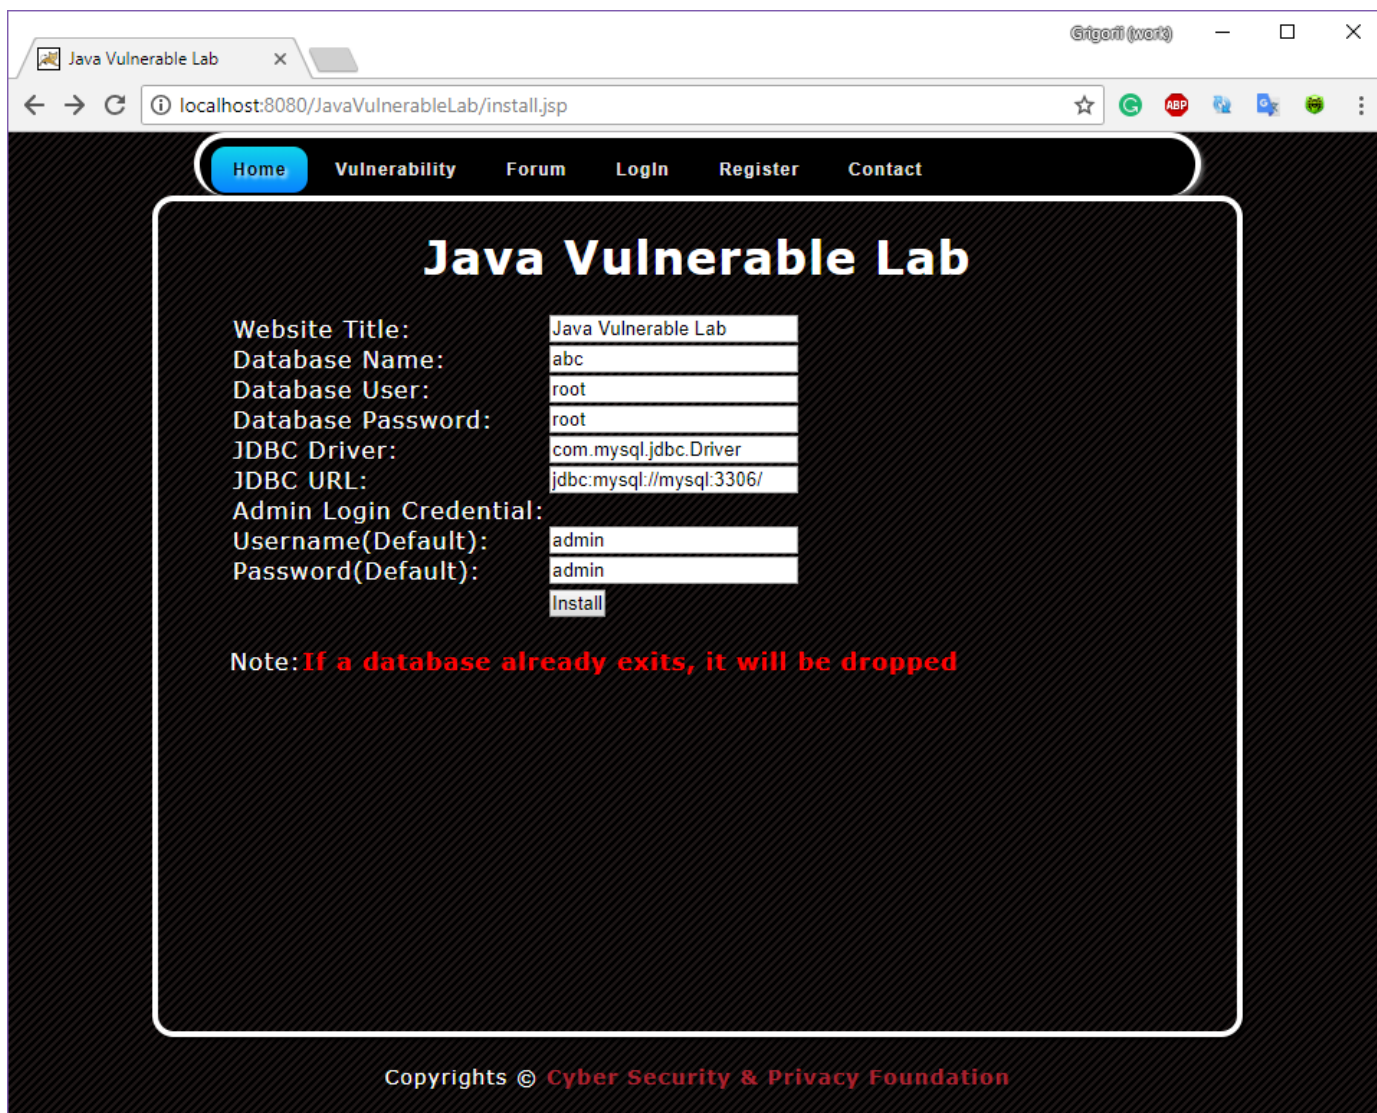 Grigorii (work)
Java Vulnerable Lab
localhost:8080/JavaVulnerableLab/install.jsp
ABP
Home Vulnerability Forum LogIn Register Contact
Java Vulnerable Lab
Website Title: Java Vulnerable Lab
Database Name: abc
Database User: root
Database Password: root
JDBC Driver: com.mysql.jdbc.Driver
JDBC URL: jdbc:mysql://mysql:3306/
Admin Login Credential:
Username(Default): admin
Password(Default): admin
Install
Note:If a database already exits, it will be dropped
Copyrights © Cyber Security & Privacy Foundation